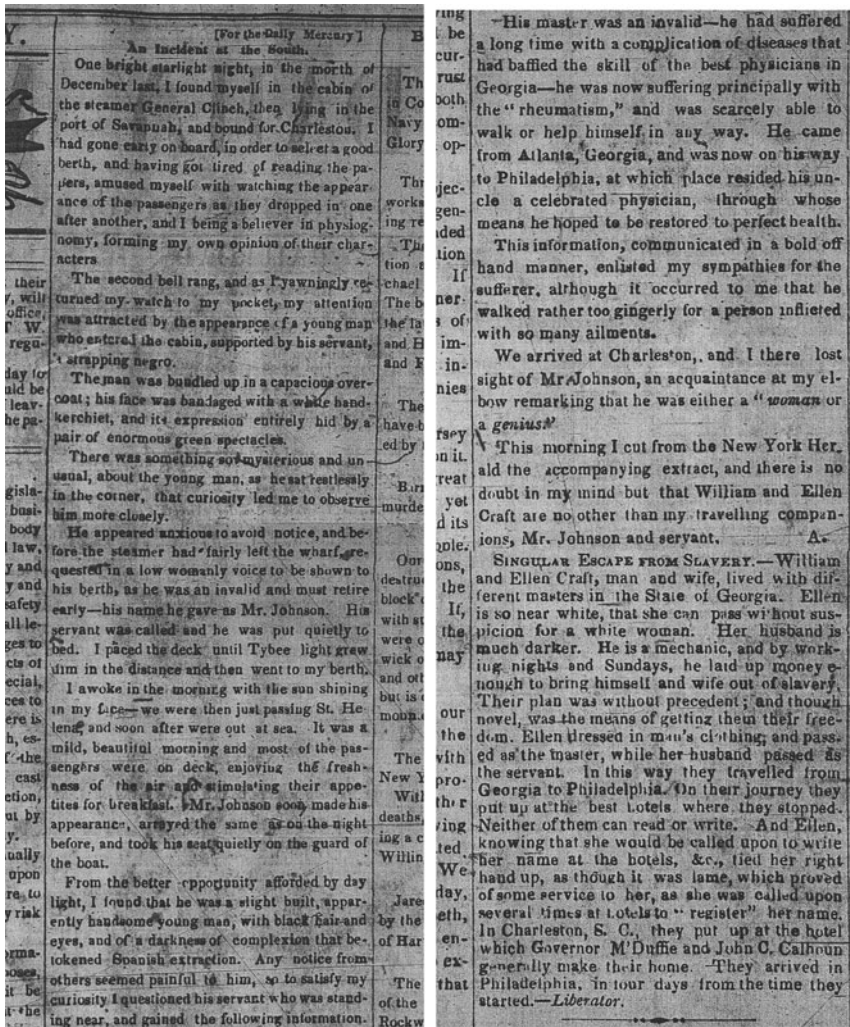 [For the Daily Mercury]
An Incident at the South.
One bright starlight night, in the month of
December last, I found myself in the cabin of
the steamer General Clinch, then lying in the
port of Savannah, and bound for Charleston. I
had gone early on board, in order to select a good
berth, and having got tired of reading the pa-
pers, amused myself with watching the appear-
ance of the passengers as they dropped in one
after another, and I being a believer in physiog-
nomy, forming my own opinion of their char-
acters
The second bell rang, and as I yawningly re-
turned my watch to my pocket, my attention
was attracted by the appearance of a young man
who entered the cabin, supported by his servant,
a strapping negro.
The man was bundled up in a capacious over-
coat; his face was bandaged with a white hand-
kerchief, and its expression entirely hid by a
pair of enormous green spectacles.
There was something so mysterious and un-
usual, about the young man, as he sat restlessly
in the corner, that curiosity led me to observe
him more closely.
He appeared anxious to avoid notice, and be-
fore the steamer had fairly left the wharf, re-
quested in a low womanly voice to be shown to
his berth, as he was an invalid and must retire
early—his name he gave as Mr. Johnson. His
servant was called and he was put quietly to
bed. I paced the deck until Tybee light grew
dim in the distance and then went to my berth.
I awoke in the morning with the sun shining
in my face—we were then just passing St. He
lena, and soon after were out at sea. It was a
mild, beautiful morning and most of the pas-
sengers were on deck, enjoying the fresh-
ness of the air and stimulating their appe-
tites for breakfast. Mr. Johnson soon made his
appearance, arrayed the same as on the night
before, and took his seat quietly on the guard of
the boat.
From the better opportunity afforded by day
light, I found that he was a slight built, appar-
ently handsome young man, with black hair and
eyes, and of a darkness of complexion that be-
tokened Spanish extraction. Any notice from
others seemed painful to him, so to satisfy my
curiosity I questioned his servant who was stand-
ing near, and gained the following information.
His master was an invalid—he had suffered
a long time with a complication of diseases that
had baffled the skill of the best physicians in
Georgia—he was now suffering principally with
the "rheumatism," and was scarcely able to
walk or help himself in any way. He came
from Atlanta, Georgia, and was now on his way
to Philadelphia, at which place resided his un-
cle a celebrated physician, through whose
means he hoped to be restored to perfect health.
This information, communicated in a bold off
hand manner, enlisted my sympathies for the
sufferer, although it occurred to me that he
walked rather too gingerly for a person inflicted
with so many ailments.
We arrived at Charleston, and I there lost
sight of Mr Johnson, an acquaintance at my el-
bow remarking that he was either a "woman or
a genius."
This morning I cut from the New York Her-
ald the accompanying extract, and there is no
doubt in my mind but that William and Ellen
Craft are no other than my travelling compan-
ions, Mr. Johnson and servant. A.
SINGULAR ESCAPE FROM SLAVERY.—William
and Ellen Craft, man and wife, lived with dif-
ferent masters in the State of Georgia. Ellen
is so near white, that she can pass without sus-
picion for a white woman. Her husband is
much darker. He is a mechanic, and by work-
ing nights and Sundays, he laid up money e-
nough to bring himself and wife out of slavery.
Their plan was without precedent; and though
novel, was the means of getting them their free-
dom. Ellen dressed in man's clothing, and pass-
ed as the master, while her husband passed as
the servant. In this way they travelled from
Georgia to Philadelphia. On their journey they
put up at the best hotels where they stopped.
Neither of them can read or write. And Ellen,
knowing that she would be called upon to write
her name at the hotels, &c., tied her right
hand up, as though it was lame, which proved
of some service to her, as she was called upon
several times at hotels to "register" her name.
In Charleston, S. C., they put up at the hotel
which Governor M'Duffie and John C. Calhoun
generally make their home. They arrived in
Philadelphia, in four days from the time they
started.—Liberator.